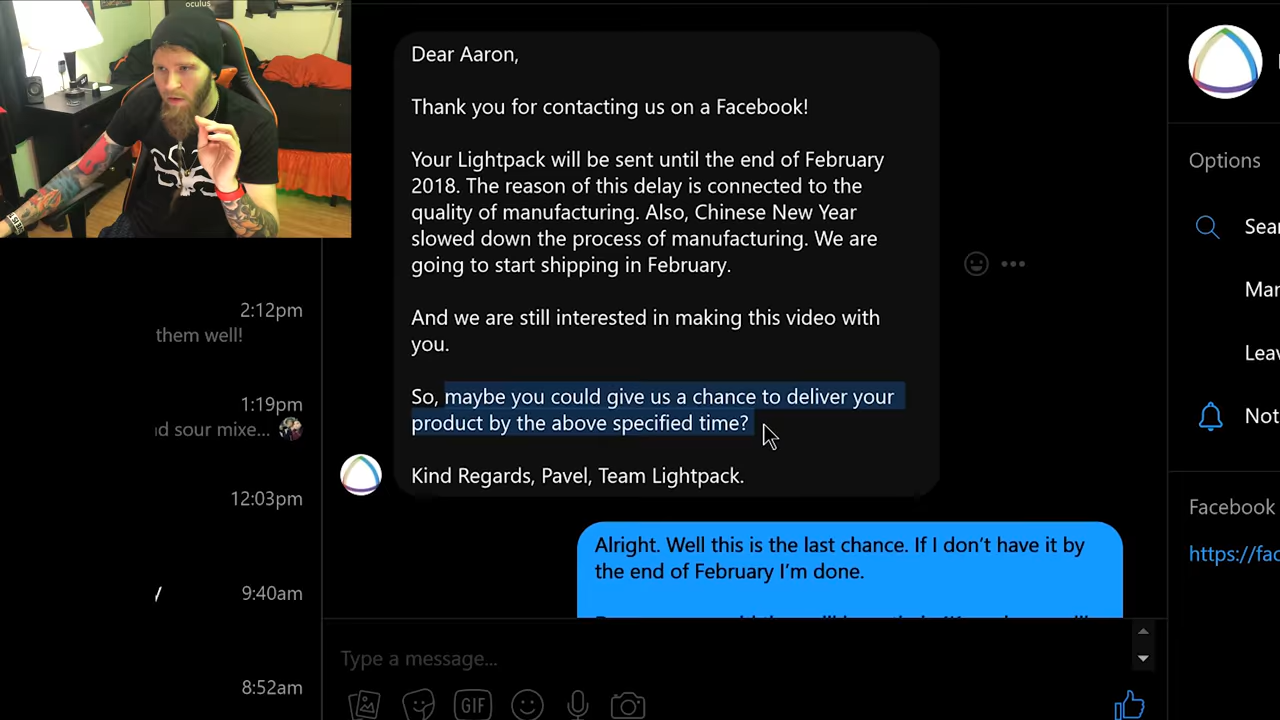 oculus
Dear Aaron,
Thank you for contacting us on a Facebook!
Your Lightpack will be sent until the end of February
2018. The reason of this delay is connected to the
quality of manufacturing. Also, Chinese New Year
slowed down the process of manufacturing. We are
going to start shipping in February.
And we are still interested in making this video with
you.
So, maybe you could give us a chance to deliver your
product by the above specified time?
Kind Regards, Pavel, Team Lightpack.
Alright. Well this is the last chance. If I don't have it by
the end of February I'm done.
Type a message...
GIF
2:12pm
them well!
1:19pm
d sour mixe...
12:03pm
9:40am
8:52am
Options
Sea
Mar
Leav
Not
Facebook
https://fac